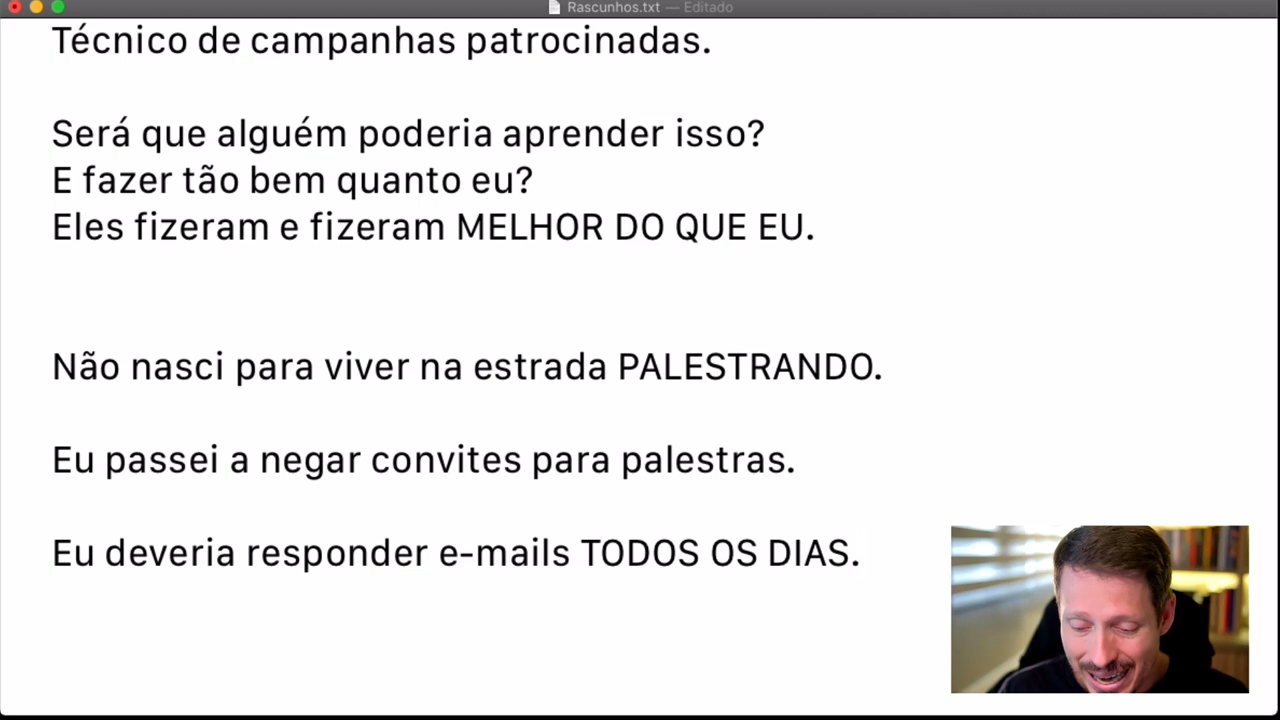 Rascunhos.txt — Editado
Técnico de campanhas patrocinadas.
Será que alguém poderia aprender isso?
E fazer tão bem quanto eu?
Eles fizeram e fizeram MELHOR DO QUE EU.
Não nasci para viver na estrada PALESTRANDO.
Eu passei a negar convites para palestras.
Eu deveria responder e-mails TODOS OS DIAS.